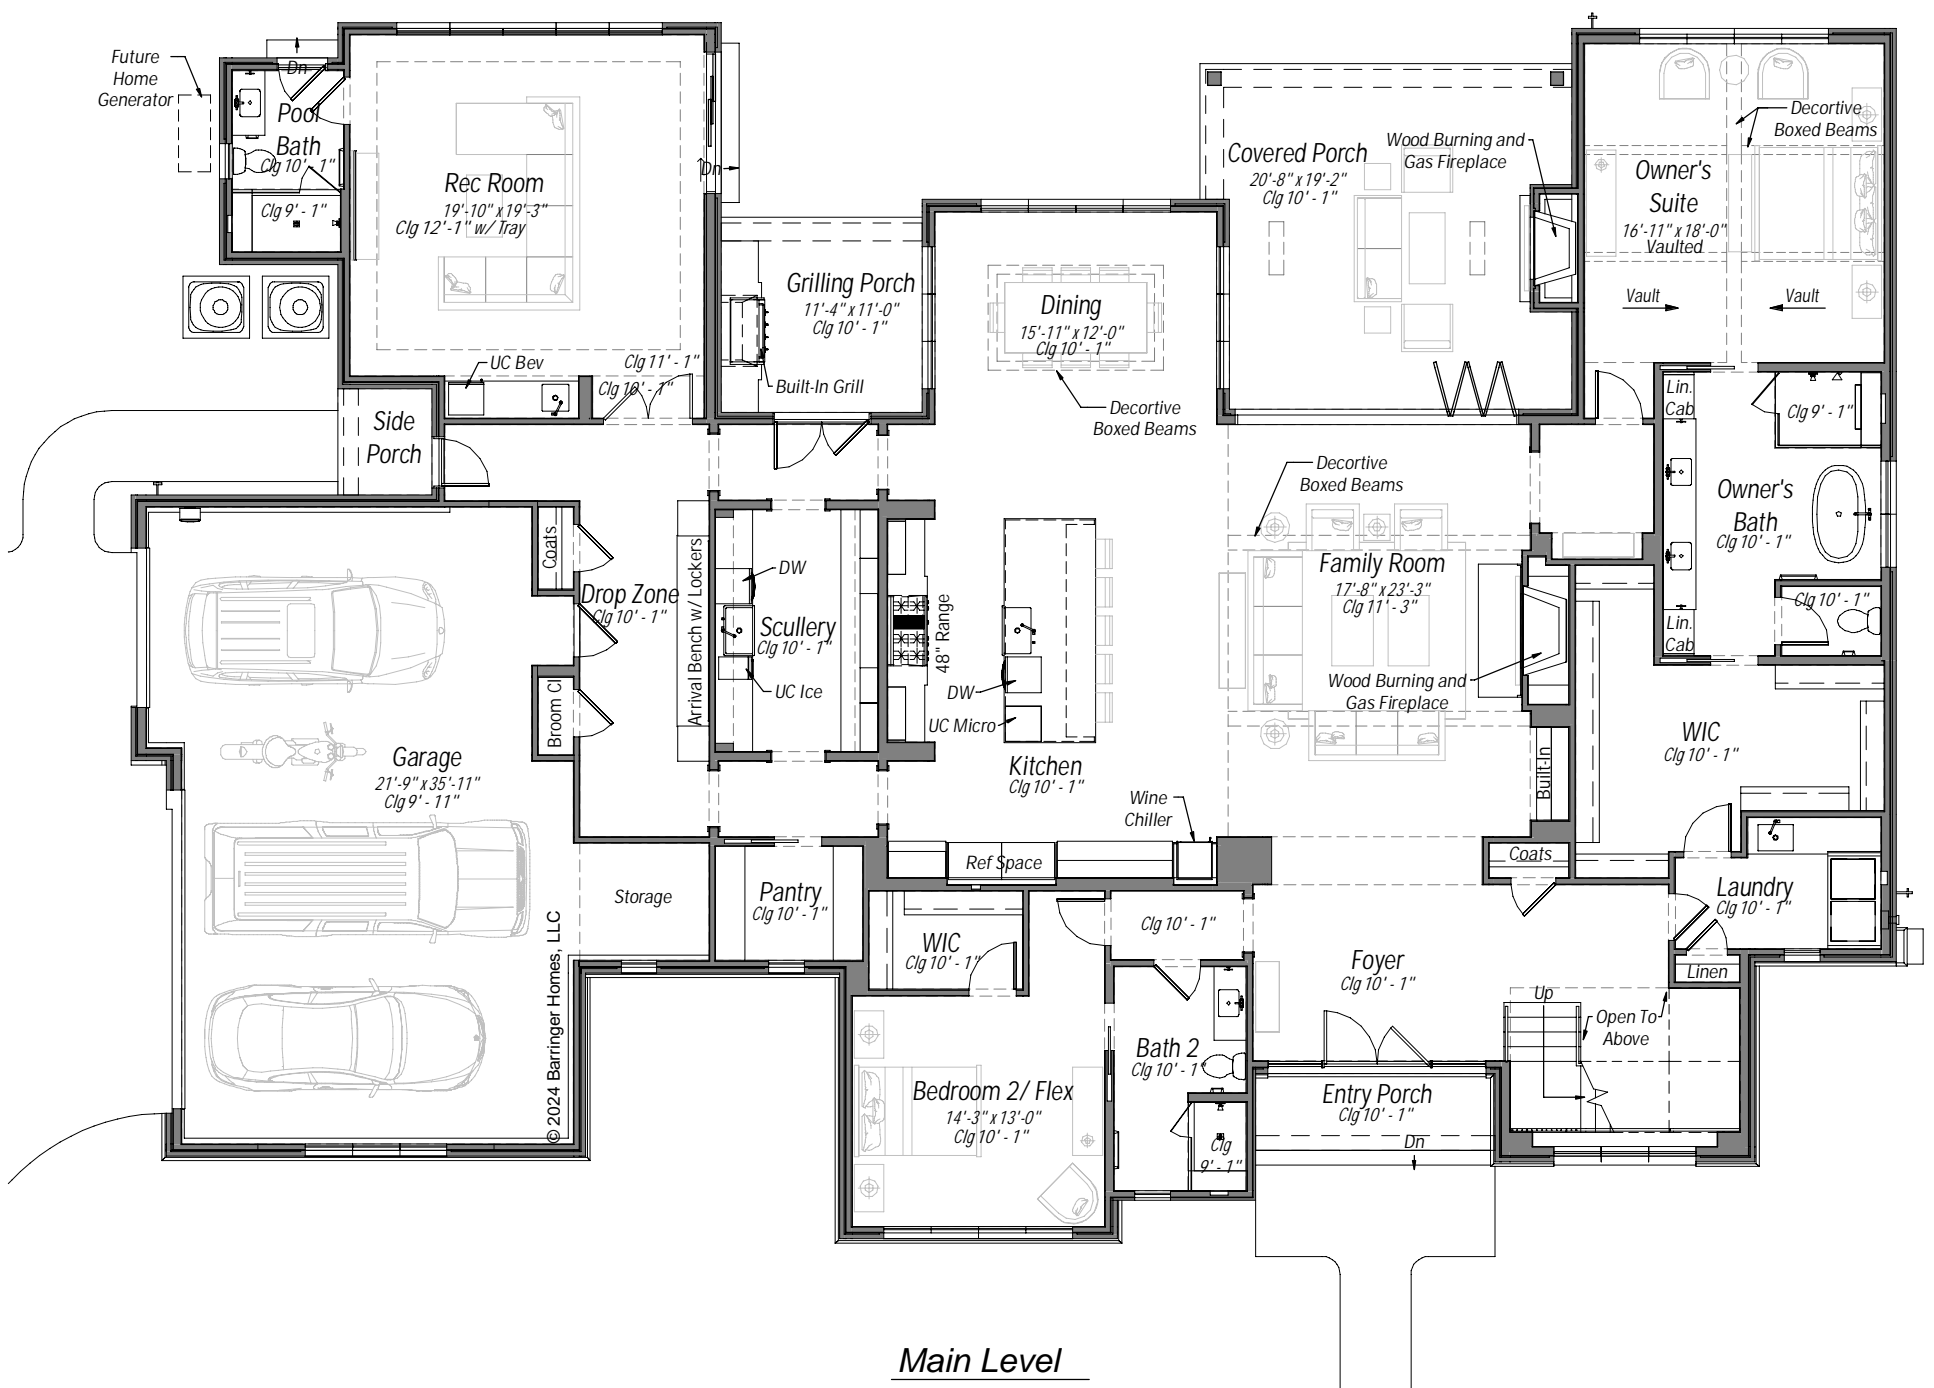 Future
Home
Generator
Dn
Pool
Bath
Clg 10' - 1"
Clg 9' - 1"
Rec Room
19'-10" x 19'-3"
Clg 12'-1" w/ Tray
Dn
UC Bev
Clg 11' - 1"
Clg 10' - 1"
Grilling Porch
11'-4" x 11'-0"
Clg 10' - 1"
Built-In Grill
Dining
15'-11" x 12'-0"
Clg 10' - 1"
Decortive
Boxed Beams
Covered Porch
20'-8" x 19'-2"
Clg 10' - 1"
Wood Burning and
Gas Fireplace
Decortive
Boxed Beams
Owner's
Suite
16'-11" x 18'-0"
Vaulted
Vault
Vault
Side
Porch
Lin.
Cab
Clg 9' - 1"
Owner's
Bath
Clg 10' - 1"
Clg 10' - 1"
Lin.
Cab
Decortive
Boxed Beams
Family Room
17'-8" x 23'-3"
Clg 11' - 3"
Wood Burning and
Gas Fireplace
Built-In
Coats
Drop Zone
Clg 10' - 1"
Arrival Bench w/ Lockers
Broom Cl
DW
Scullery
Clg 10' - 1"
UC Ice
48" Range
DW
UC Micro
Kitchen
Clg 10' - 1"
Wine
Chiller
WIC
Clg 10' - 1"
Garage
21'-9" x 35'-11"
Clg 9' - 11"
Storage
© 2024 Barringer Homes, LLC
Pantry
Clg 10' - 1"
Ref Space
WIC
Clg 10' - 1"
Clg 10' - 1"
Coats
Laundry
Clg 10' - 1"
Linen
Foyer
Clg 10' - 1"
Up
Open To
Above
Bath 2
Clg 10' - 1"
Clg
9' - 1"
Bedroom 2/ Flex
14'-3" x 13'-0"
Clg 10' - 1"
Entry Porch
Clg 10' - 1"
Dn
Main Level